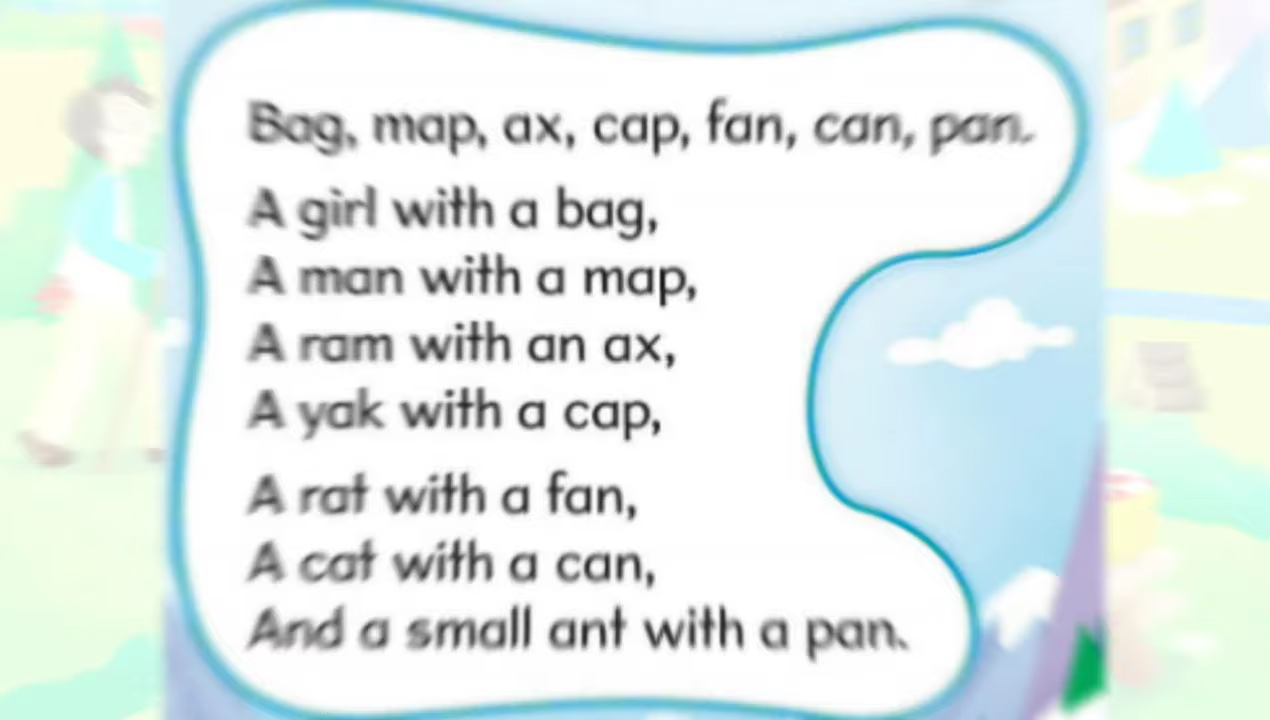 Bag, map, ax, cap, fan, can, pan.
A girl with a bag,
A man with a map,
A ram with an ax,
A yak with a cap,
A rat with a fan,
A cat with a can,
And a small ant with a pan.